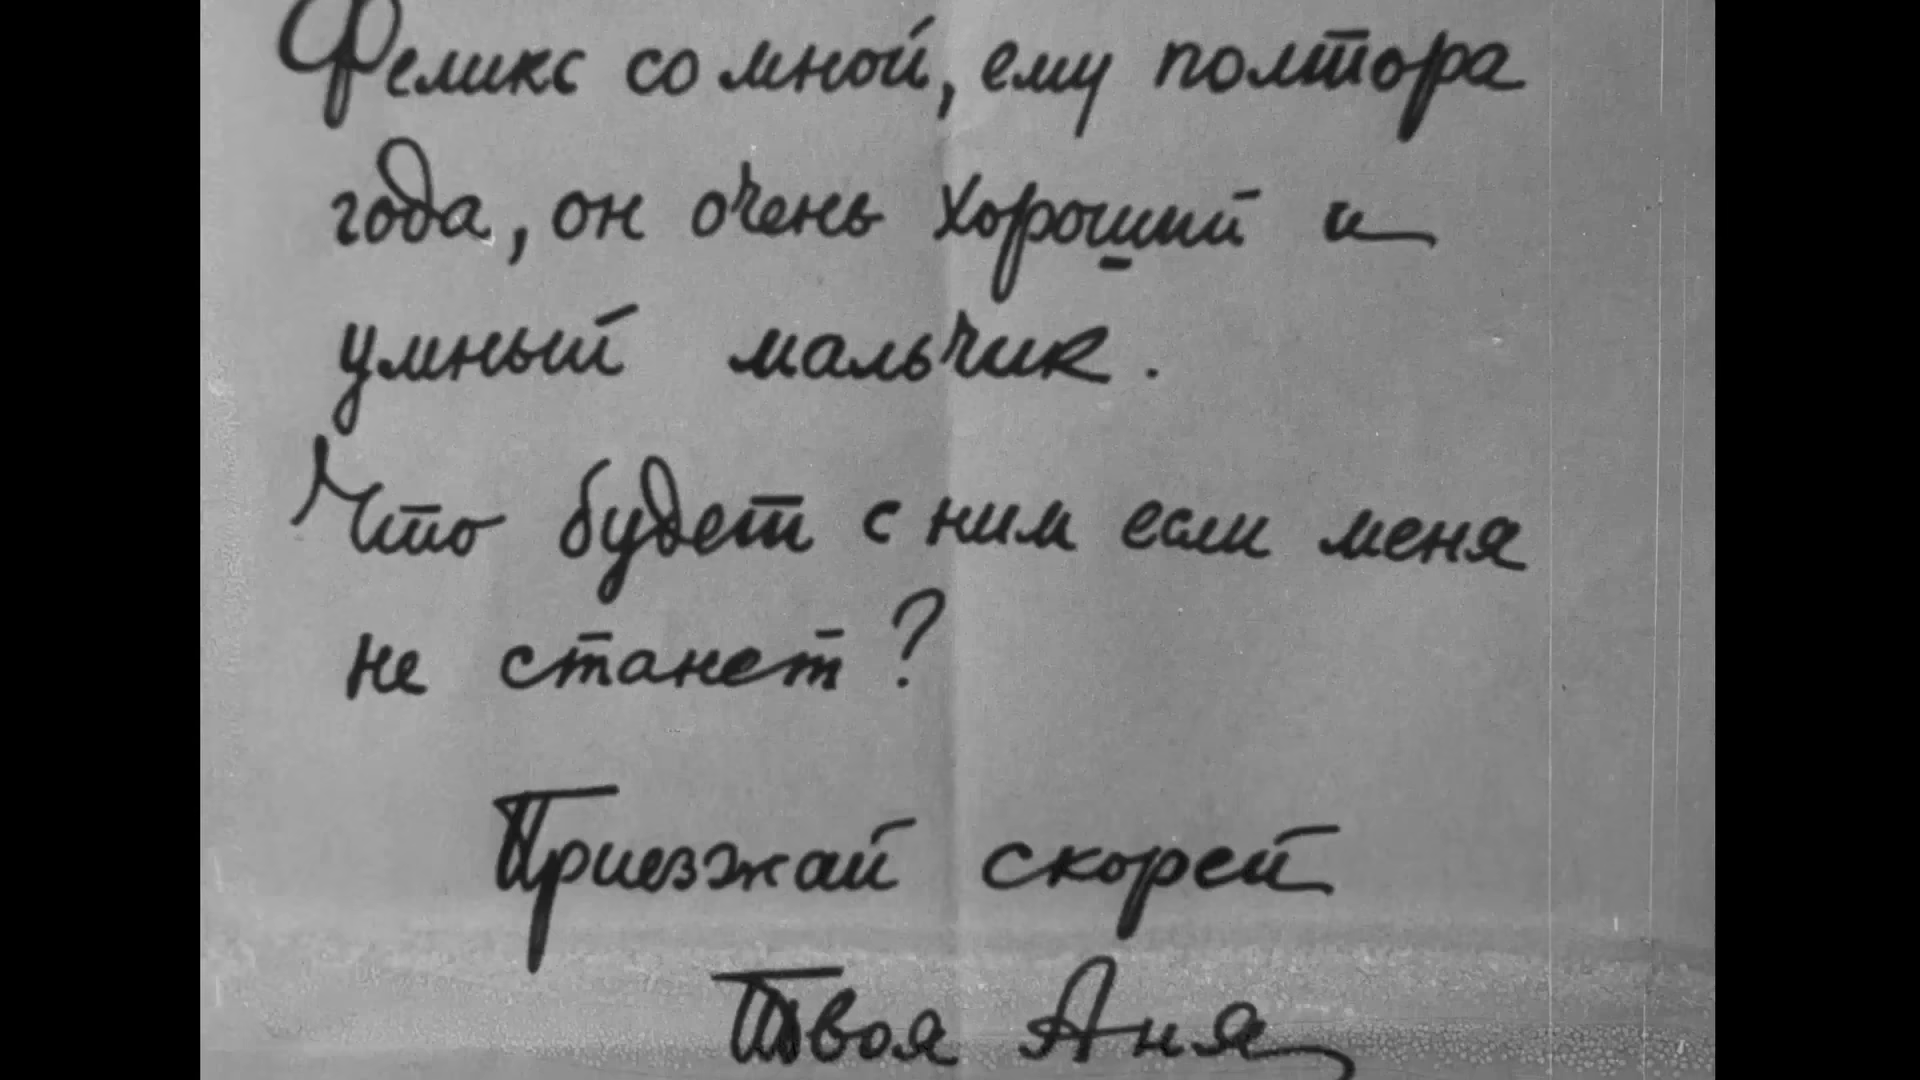 Феликс со мной, ему полтора
года, он очень хороший и
умный мальчик.
Что будет с ним если меня
не станет?
Приезжай скорей
Твоя Аня